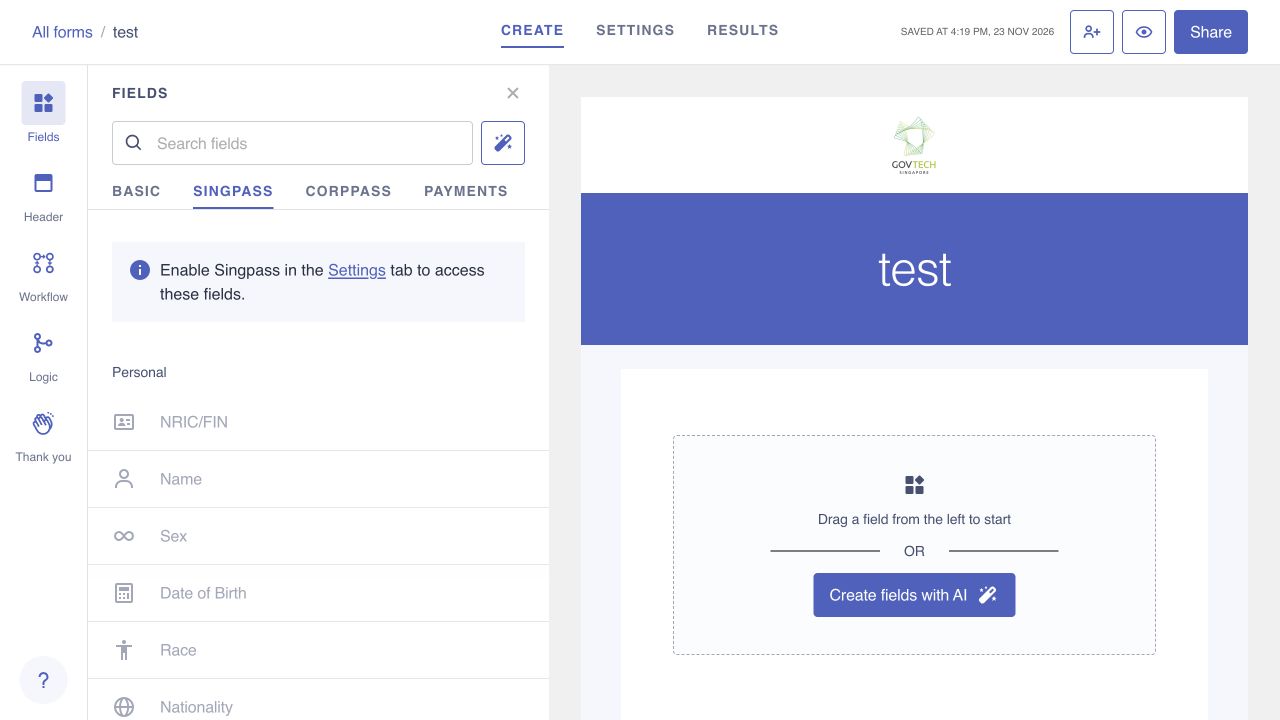 All forms / test
CREATE SETTINGS RESULTS
SAVED AT 4:19 PM, 23 NOV 2026
Share
Fields
Header
Workflow
Logic
Thank you
?
FIELDS
Search fields
BASIC SINGPASS CORPPASS PAYMENTS
Enable Singpass in the Settings tab to access
these fields.
Personal
NRIC/FIN
Name
Sex
Date of Birth
Race
Nationality
GOVTECH
SINGAPORE
test
Drag a field from the left to start
OR
Create fields with AI